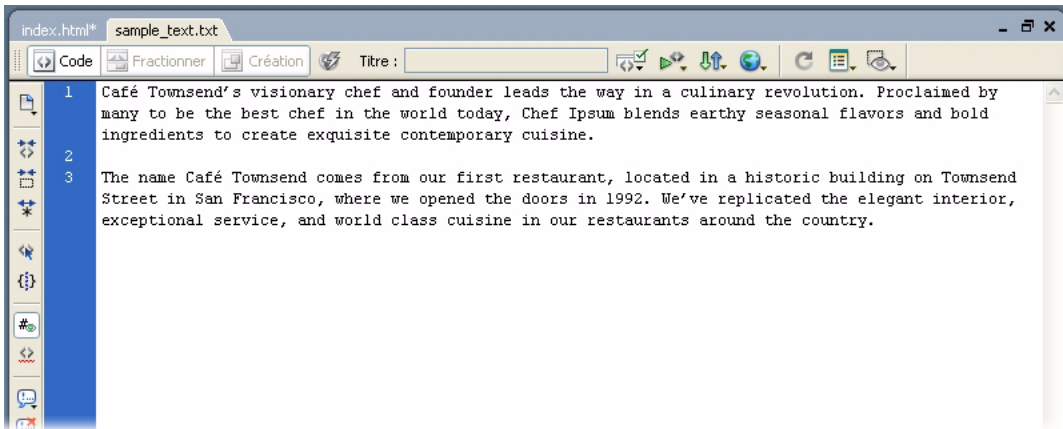 index.html* sample_text.txt
Code Fractionner Création Titre :
1 Café Townsend's visionary chef and founder leads the way in a culinary revolution. Proclaimed by
many to be the best chef in the world today, Chef Ipsum blends earthy seasonal flavors and bold
ingredients to create exquisite contemporary cuisine.
2
3 The name Café Townsend comes from our first restaurant, located in a historic building on Townsend
Street in San Francisco, where we opened the doors in 1992. We've replicated the elegant interior,
exceptional service, and world class cuisine in our restaurants around the country.